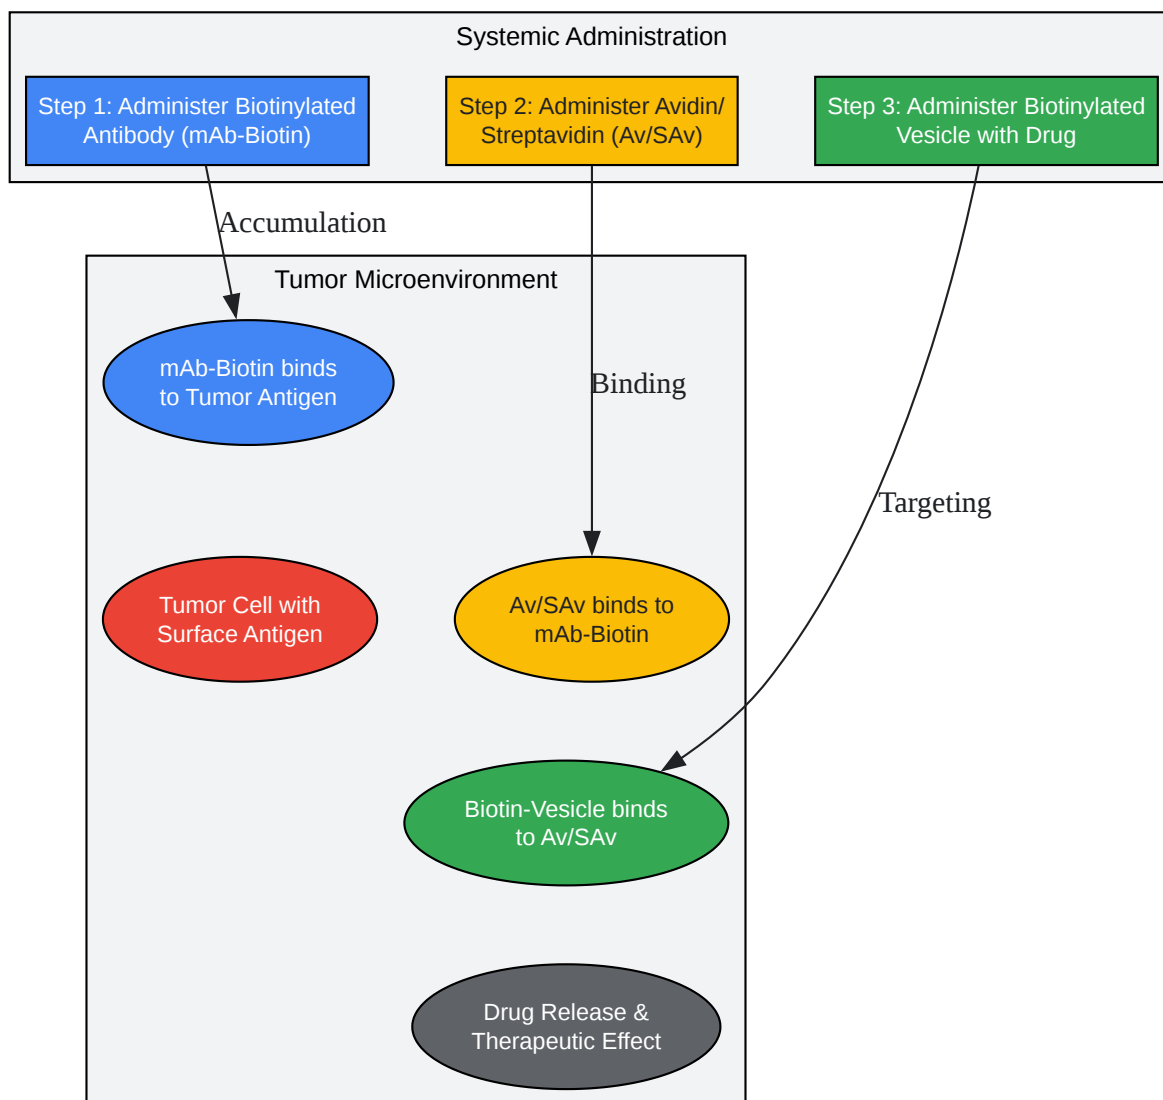 Systemic Administration
Step 1: Administer Biotinylated
Antibody (mAb-Biotin)
Step 2: Administer Avidin/
Streptavidin (Av/SAv)
Step 3: Administer Biotinylated
Vesicle with Drug
Accumulation
Tumor Microenvironment
mAb-Biotin binds
to Tumor Antigen
Binding
Targeting
Tumor Cell with
Surface Antigen
Av/SAv binds to
mAb-Biotin
Biotin-Vesicle binds
to Av/SAv
Drug Release &
Therapeutic Effect